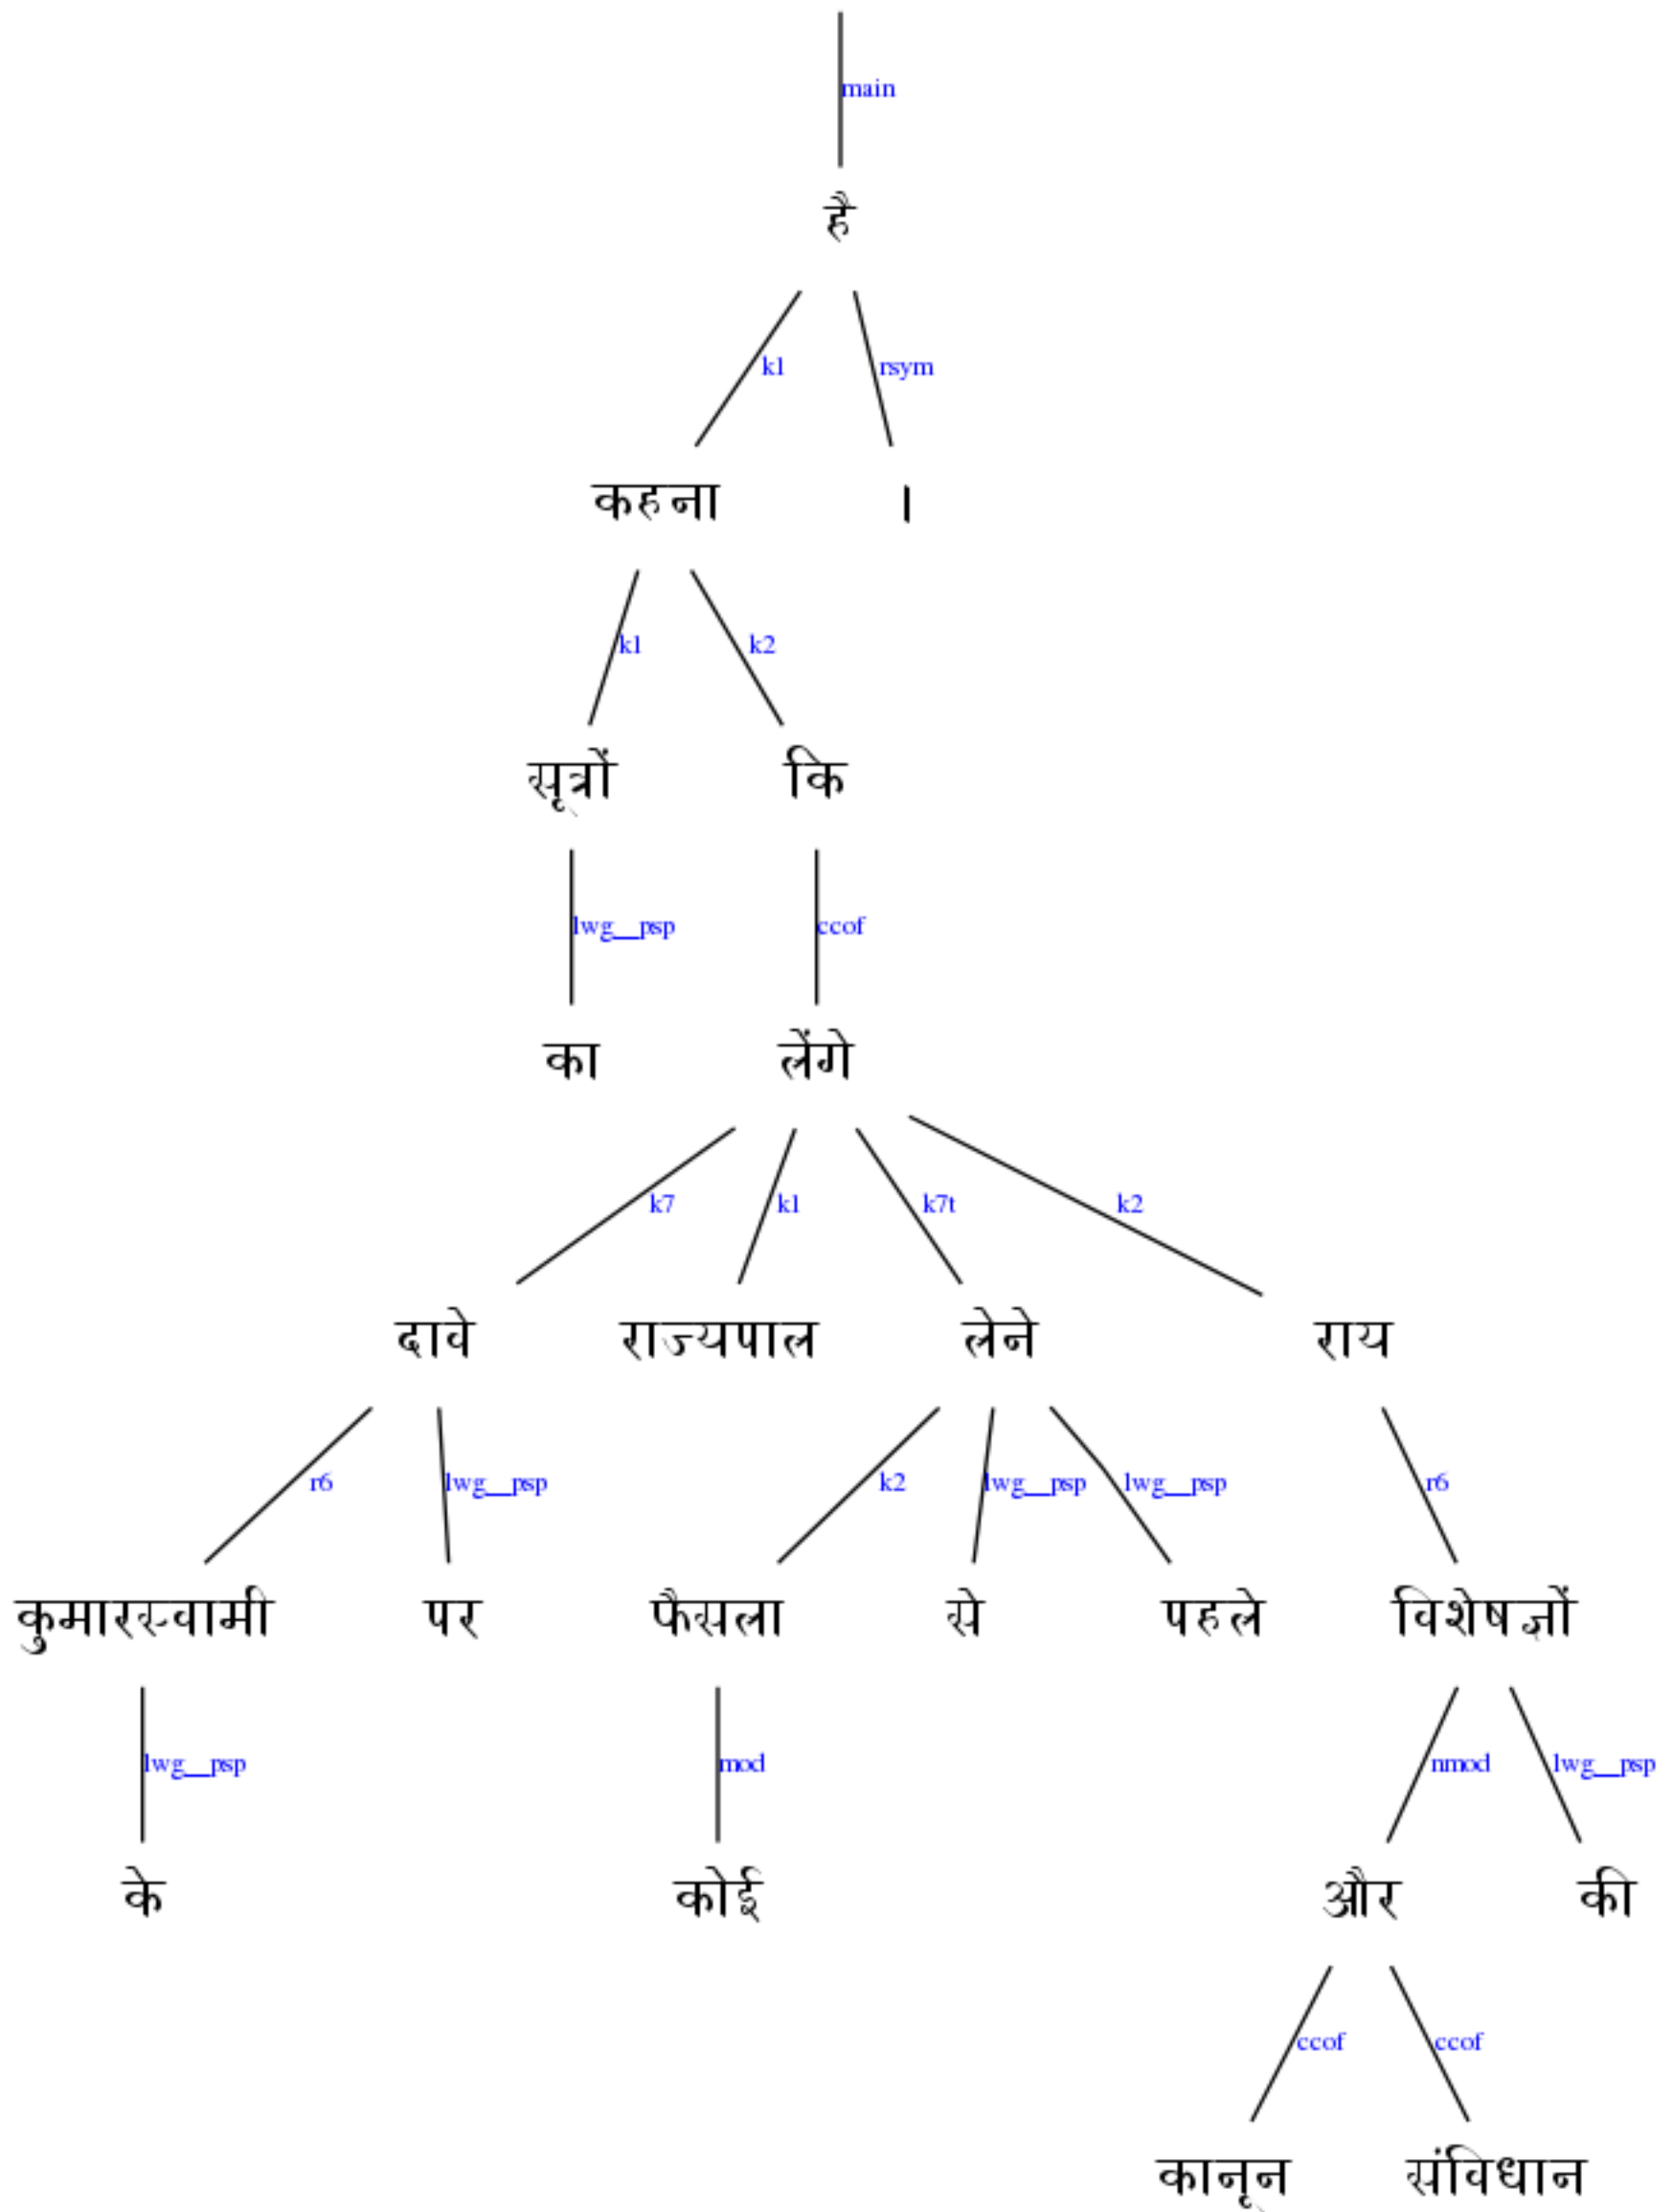 main
है
k1 rsym
कहना ।
k1 k2
सूत्रों कि
lwg__psp ccof
का लेंगे
k7 k1 k7t k2
दावे राज्यपाल लेने राय
r6 lwg__psp k2 lwg__psp lwg__psp r6
कुमारस्वामी पर फैसला से पहले विशेषज्ञों
lwg__psp mod nmod lwg__psp
के कोई और की
ccof ccof
कानून संविधान